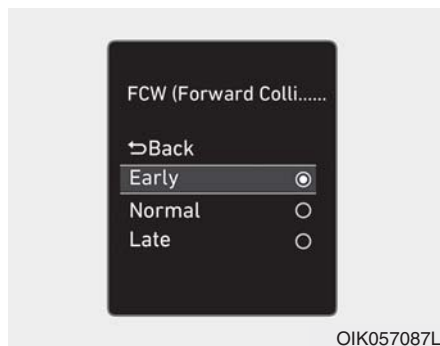 FCW (Forward Colli......
⮌Back
Early
Normal
Late
OIK057087L